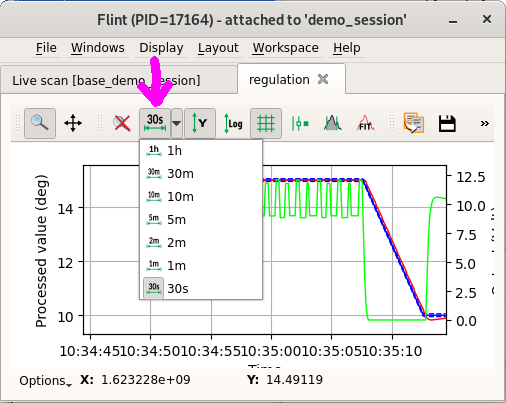 Flint (PID=17164) - attached to 'demo_session'
File Windows Display Layout Workspace Help
Live scan [base_demo_session]
regulation
30s Y Log FIT »
1h 1h
30m 30m
10m 10m
5m 5m
2m 2m
1m 1m
30s 30s
Processed value (deg)
14
12
10
12.5
10.0
7.5
5.0
2.5
0.0
10:34:45 10:34:50 10:34:55 10:35:00 10:35:05 10:35:10
Time
Options X: 1.623228e+09 Y: 14.49119